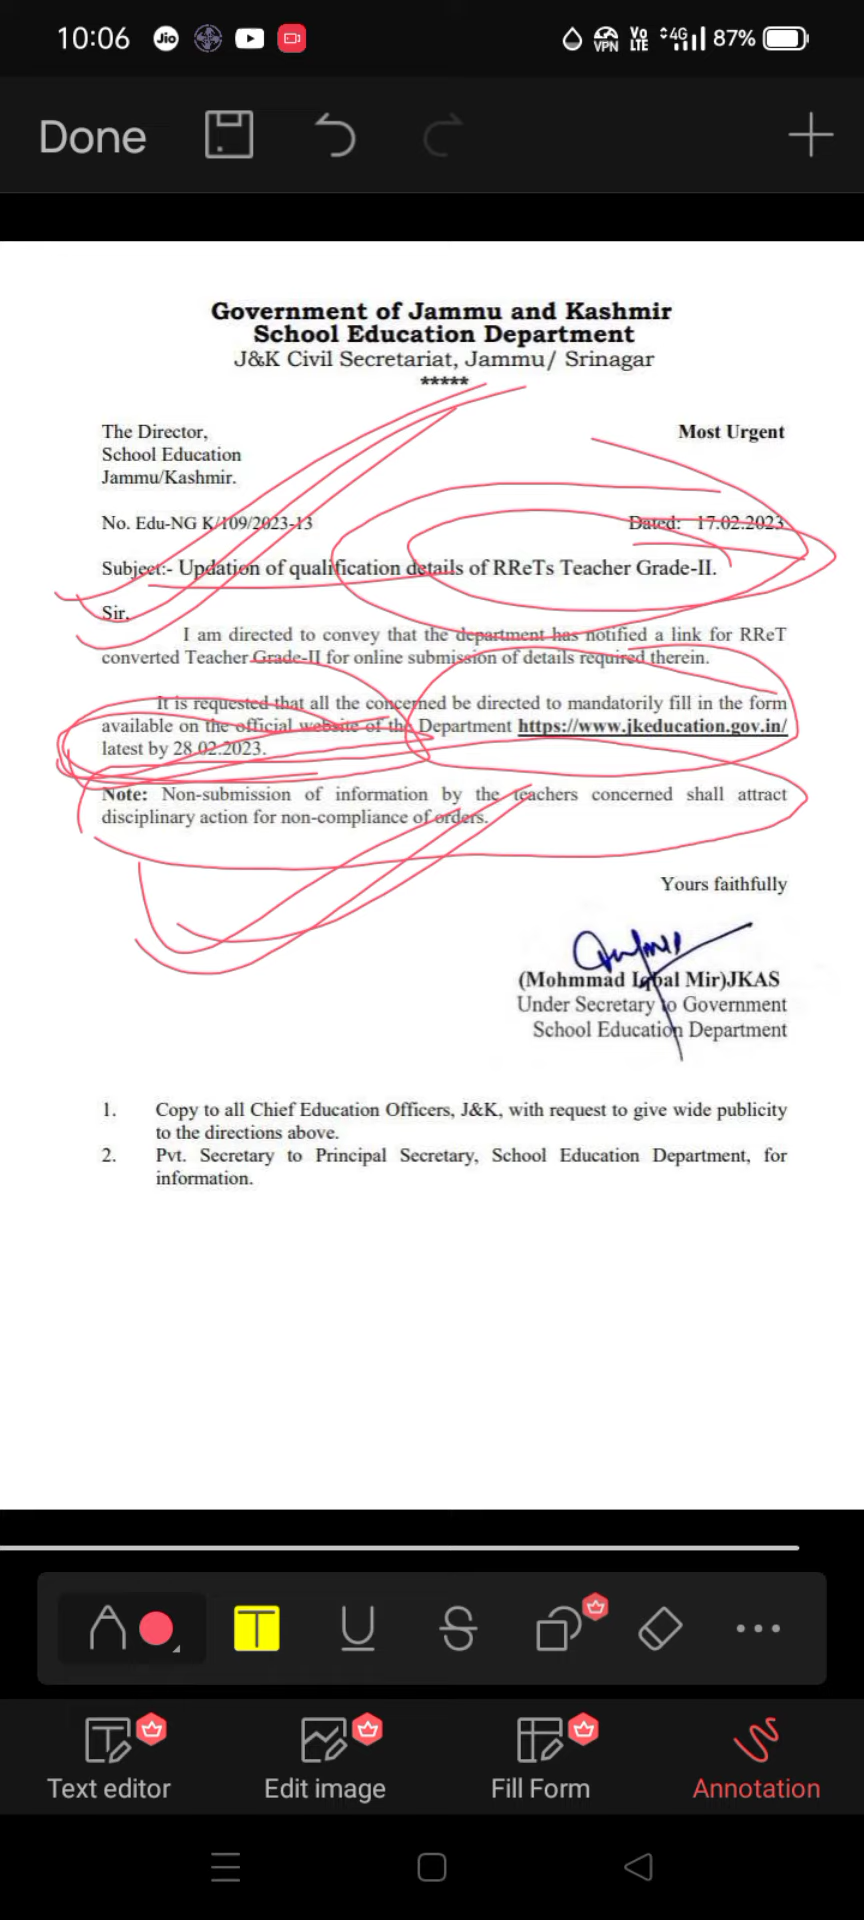 10:06 Jio VPN Vo LTE 4G 87%
Done
Government of Jammu and Kashmir
School Education Department
J&K Civil Secretariat, Jammu/ Srinagar
*****
The Director,
Most Urgent
School Education
Jammu/Kashmir.
No. Edu-NG K/109/2023-13
Dated: 17.02.2023
Subject:- Updation of qualification details of RReTs Teacher Grade-II.
Sir,
I am directed to convey that the department has notified a link for RReT
converted Teacher Grade-II for online submission of details required therein.
It is requested that all the concerned be directed to mandatorily fill in the form
available on the official website of the Department https://www.jkeducation.gov.in/
latest by 28.02.2023.
Note: Non-submission of information by the teachers concerned shall attract
disciplinary action for non-compliance of orders.
Yours faithfully
(Mohmmad Iqbal Mir)JKAS
Under Secretary to Government
School Education Department
1. Copy to all Chief Education Officers, J&K, with request to give wide publicity
to the directions above.
2. Pvt. Secretary to Principal Secretary, School Education Department, for
information.
T U S
Text editor Edit image Fill Form Annotation